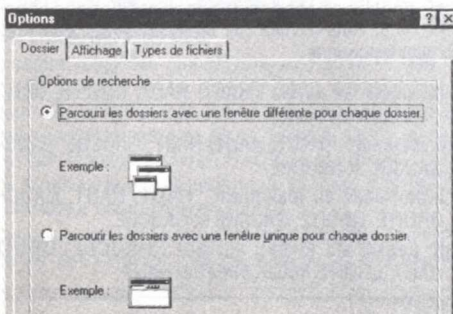 Options
Dossier Affichage Types de fichiers
Options de recherche
Parcourir les dossiers avec une fenêtre différente pour chaque dossier.
Exemple :
Parcourir les dossiers avec une fenêtre unique pour chaque dossier.
Exemple :